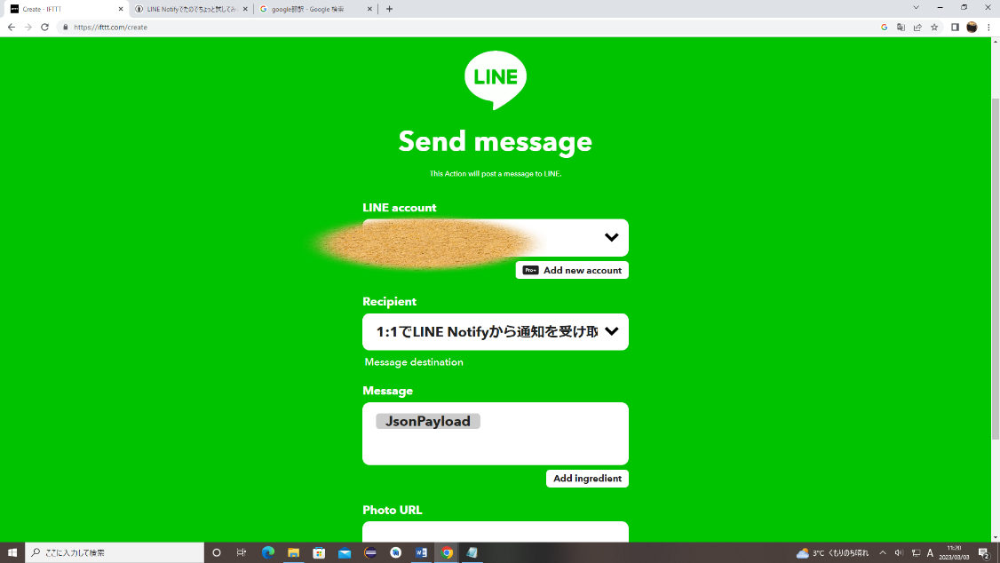 Create - IFTTT
LINE Notifyでたのでちょっと試してみ
google翻訳 - Google 検索
https://ifttt.com/create
LINE
Send message
This Action will post a message to LINE.
LINE account
Pro+ Add new account
Recipient
1:1でLINE Notifyから通知を受け取
Message destination
Message
JsonPayload
Add ingredient
Photo URL
ここに入力して検索
3°C くもりのち晴れ
A
11:20
2023/03/03
2